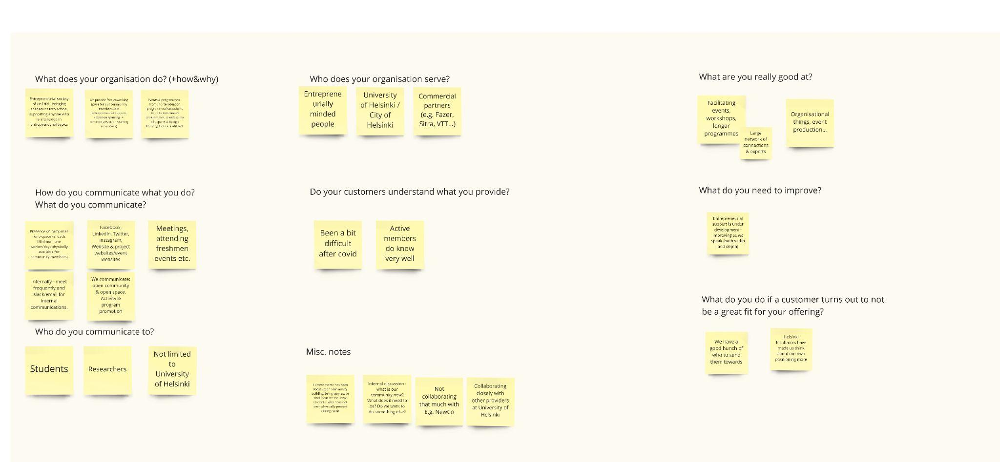 What does your organisation do? (+how&why)
Entrepreneurial society
of Uni Hki - bringing
academics into action,
supporting anyone who
is interested in
entrepreneurial topics
We provide free coworking
space for our community
members and
entrepreneurial support
(ideation sparring ->
concrete advice on starting
a business)
Events & programmes -
from shorter ideation
programmes/hackathons
to up to two month
programmes. A wide array
of experts & design
thinking tools are utilized.
Who does your organisation serve?
Entreprene
urially
minded
people
University
of Helsinki /
City of
Helsinki
Commercial
partners
(e.g. Fazer,
Sitra, VTT...)
What are you really good at?
Facilitating
events,
workshops,
longer
programmes
Large
network of
connections
& experts
Organisational
things, event
production...
How do you communicate what you do?
What do you communicate?
Presence on campuses
- one space on each.
Minimum one
worker/day (physically
available for
community members)
Facebook,
LinkedIn, Twitter,
Instagram,
Website & project
websites/event
websites
Meetings,
attending
freshmen
events etc.
Internally - meet
frequently and
slack/email for
internal
communications.
We communicate:
open community
& open space.
Activity &
program
promotion
Do your customers understand what you provide?
Been a bit
difficult
after covid
Active
members
do know
very well
What do you need to improve?
Entrepreneurial
support is under
development -
improving as we
speak (both width
and depth)
Who do you communicate to?
Students
Researchers
Not limited
to
University
of Helsinki
Misc. notes
Current theme has been
focusing on community
building, being very active
and focus on the "new
students" who have not
been physically present
during covid
Internal discussion -
what is our
community now?
What does it need to
be? Do we want to
do something else?
Not
collaborating
that much with
E.g. NewCo
Collaborating
closely with
other providers
at University of
Helsinki
What do you do if a customer turns out to not
be a great fit for your offering?
We have a
good hunch of
who to send
them towards
Helsinki
Incubators have
made us think
about our own
positioning more